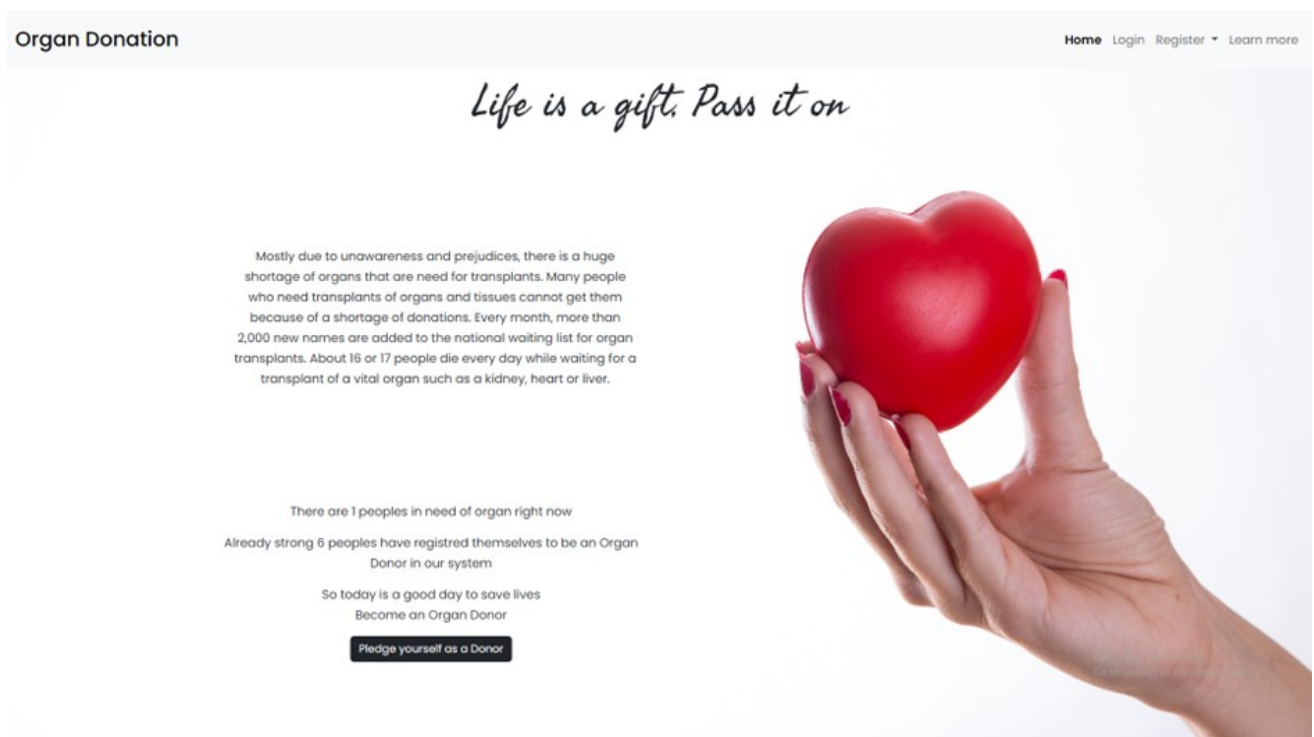 Organ Donation
Home Login Register Learn more
Life is a gift. Pass it on
Mostly due to unawareness and prejudices, there is a huge
shortage of organs that are need for transplants. Many people
who need transplants of organs and tissues cannot get them
because of a shortage of donations. Every month, more than
2,000 new names are added to the national waiting list for organ
transplants. About 16 or 17 people die every day while waiting for a
transplant of a vital organ such as a kidney, heart or liver.
There are 1 peoples in need of organ right now
Already strong 6 peoples have registred themselves to be an Organ
Donor in our system
So today is a good day to save lives
Become an Organ Donor
Pledge yourself as a Donor